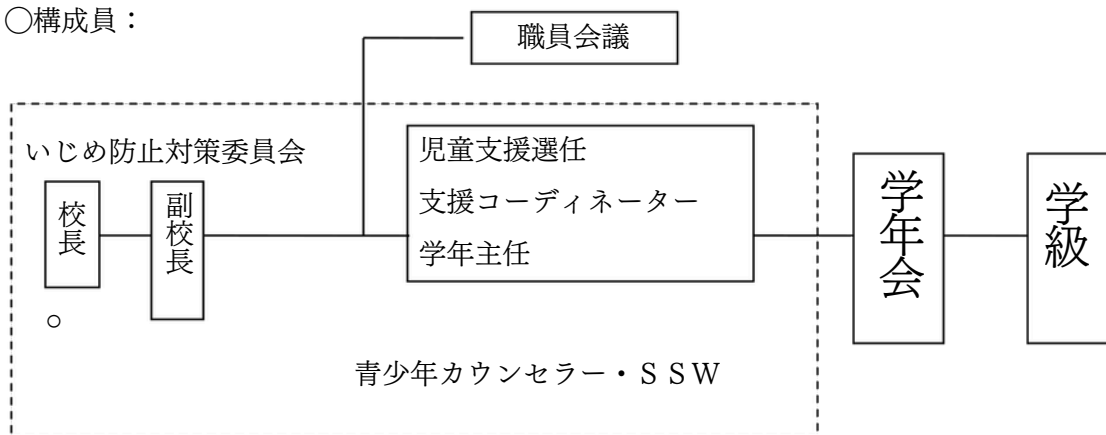 〇構成員：
職員会議
いじめ防止対策委員会
校長
副校長
児童支援選任
支援コーディネーター
学年主任
学年会
学級
。
青少年カウンセラー・ＳＳＷ